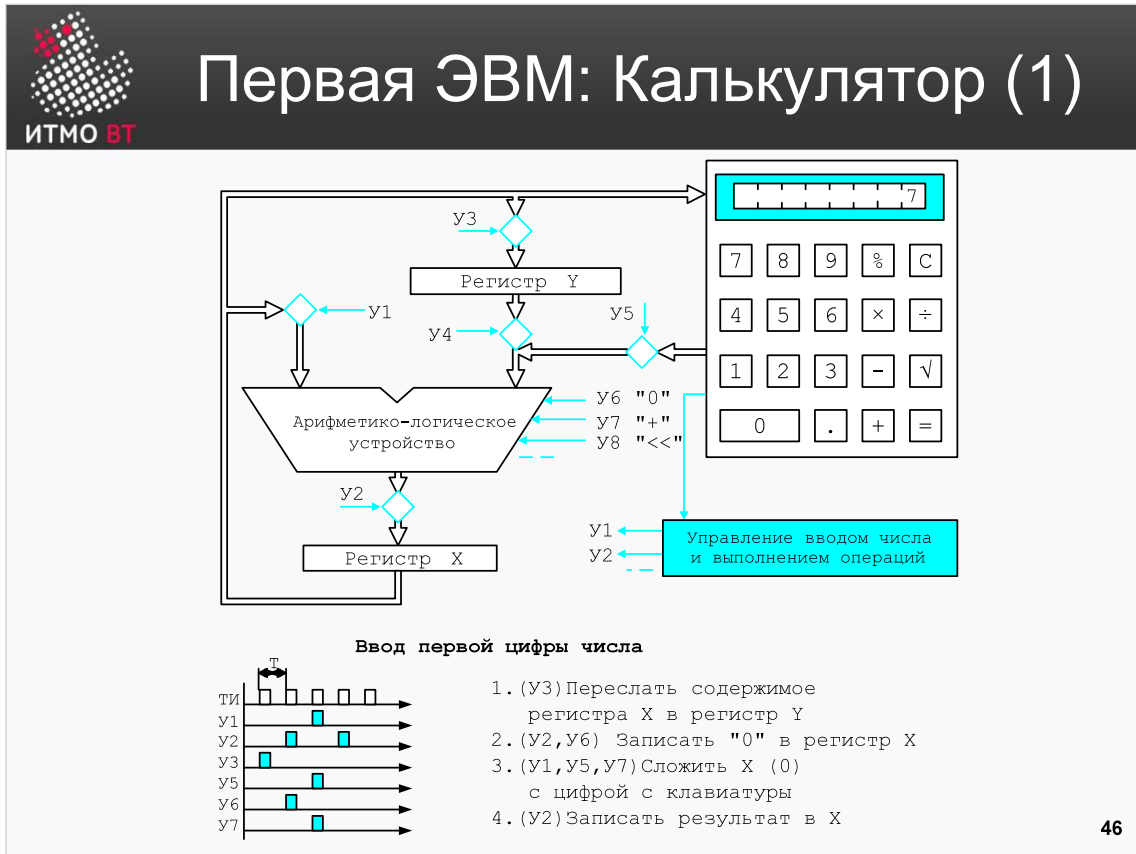 Первая ЭВМ: Калькулятор (1)
ИТМО ВТ
7
У3
Регистр Y
7 8 9 % C
У1
У4
У5
4 5 6 × ÷
1 2 3 - √
У6 "0"
У7 "+"
У8 "<<"
0 . + =
Арифметико-логическое
устройство
У2
У1
У2
Управление вводом числа
и выполнением операций
Регистр X
Ввод первой цифры числа
T
ТИ
У1
У2
У3
У5
У6
У7
1.(У3)Переслать содержимое
регистра X в регистр Y
2.(У2,У6) Записать "0" в регистр X
3.(У1,У5,У7)Сложить X (0)
с цифрой с клавиатуры
4.(У2)Записать результат в X
46